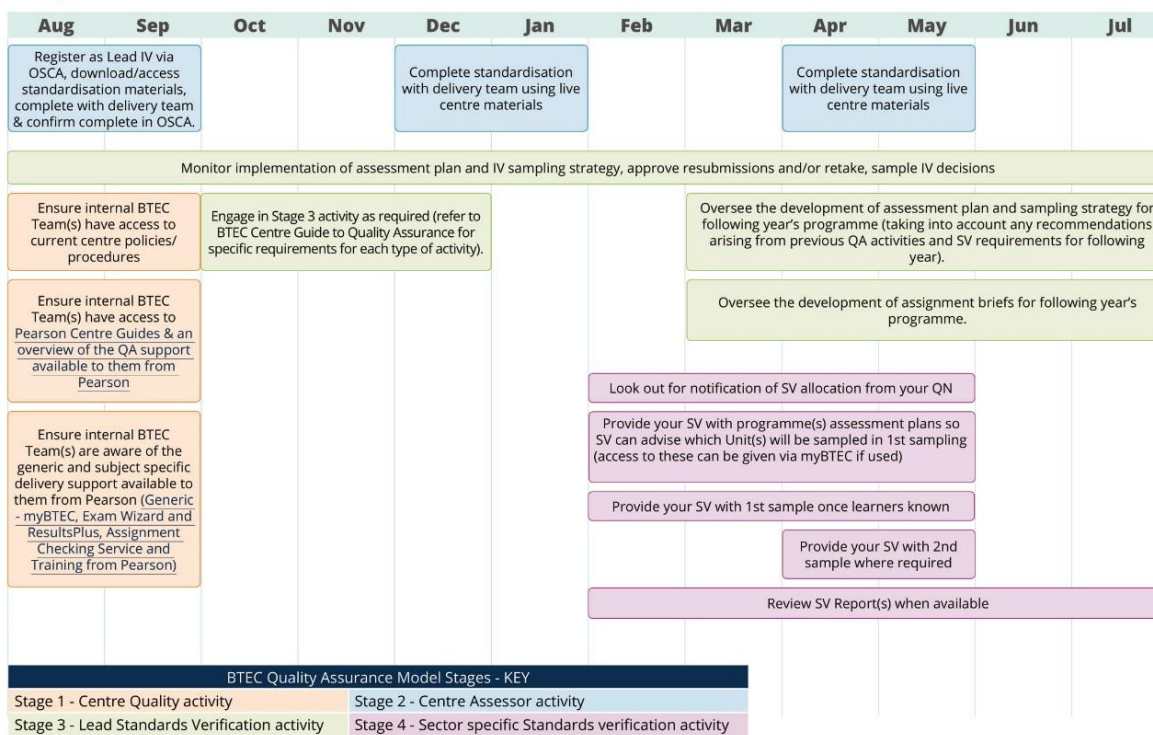 Aug Sep Oct Nov Dec Jan Feb Mar Apr May Jun Jul
Register as Lead IV via
OSCA, download/access
standardisation materials,
complete with delivery team
& confirm complete in OSCA.
Complete standardisation
with delivery team using live
centre materials
Complete standardisation
with delivery team using live
centre materials
Monitor implementation of assessment plan and IV sampling strategy, approve resubmissions and/or retake, sample IV decisions
Ensure internal BTEC
Team(s) have access to
current centre policies/
procedures
Engage in Stage 3 activity as required (refer to
BTEC Centre Guide to Quality Assurance for
specific requirements for each type of activity).
Oversee the development of assessment plan and sampling strategy for
following year's programme (taking into account any recommendations
arising from previous QA activities and SV requirements for following
year).
Ensure internal BTEC
Team(s) have access to
Pearson Centre Guides & an
overview of the QA support
available to them from
Pearson
Oversee the development of assignment briefs for following year's
programme.
Look out for notification of SV allocation from your QN
Ensure internal BTEC
Team(s) are aware of the
generic and subject specific
delivery support available to
them from Pearson (Generic
- myBTEC, Exam Wizard and
ResultsPlus, Assignment
Checking Service and
Training from Pearson)
Provide your SV with programme(s) assessment plans so
SV can advise which Unit(s) will be sampled in 1st sampling
(access to these can be given via myBTEC if used)
Provide your SV with 1st sample once learners known
Provide your SV with 2nd
sample where required
Review SV Report(s) when available
BTEC Quality Assurance Model Stages - KEY
Stage 1 - Centre Quality activity
Stage 2 - Centre Assessor activity
Stage 3 - Lead Standards Verification activity
Stage 4 - Sector specific Standards verification activity